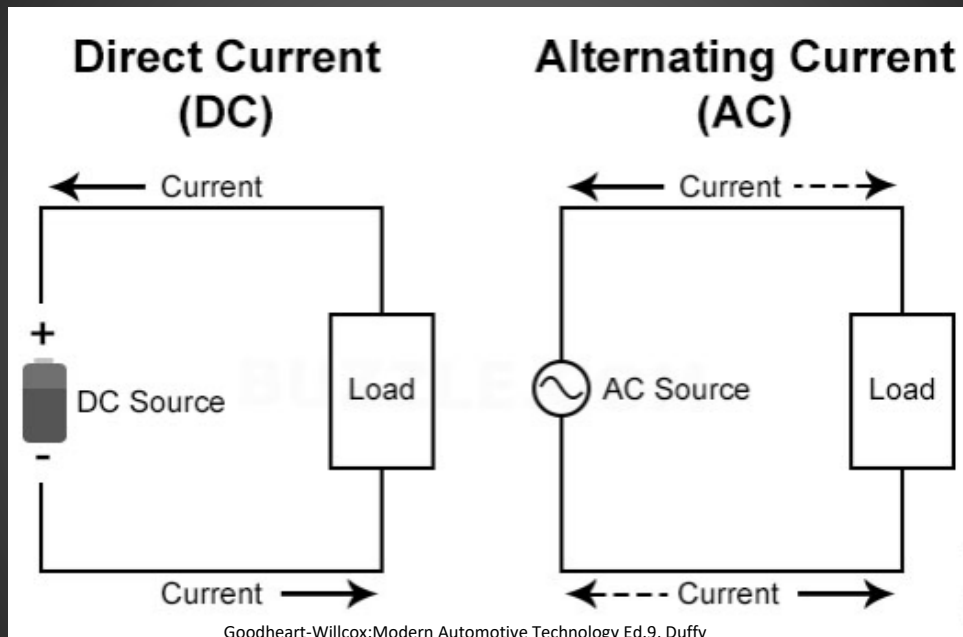 Direct Current
(DC)
Current
+
DC Source
-
Load
Current
Alternating Current
(AC)
Current
AC Source
Load
Current
Goodheart-Willcox:Modern Automotive Technology Ed.9, Duffy